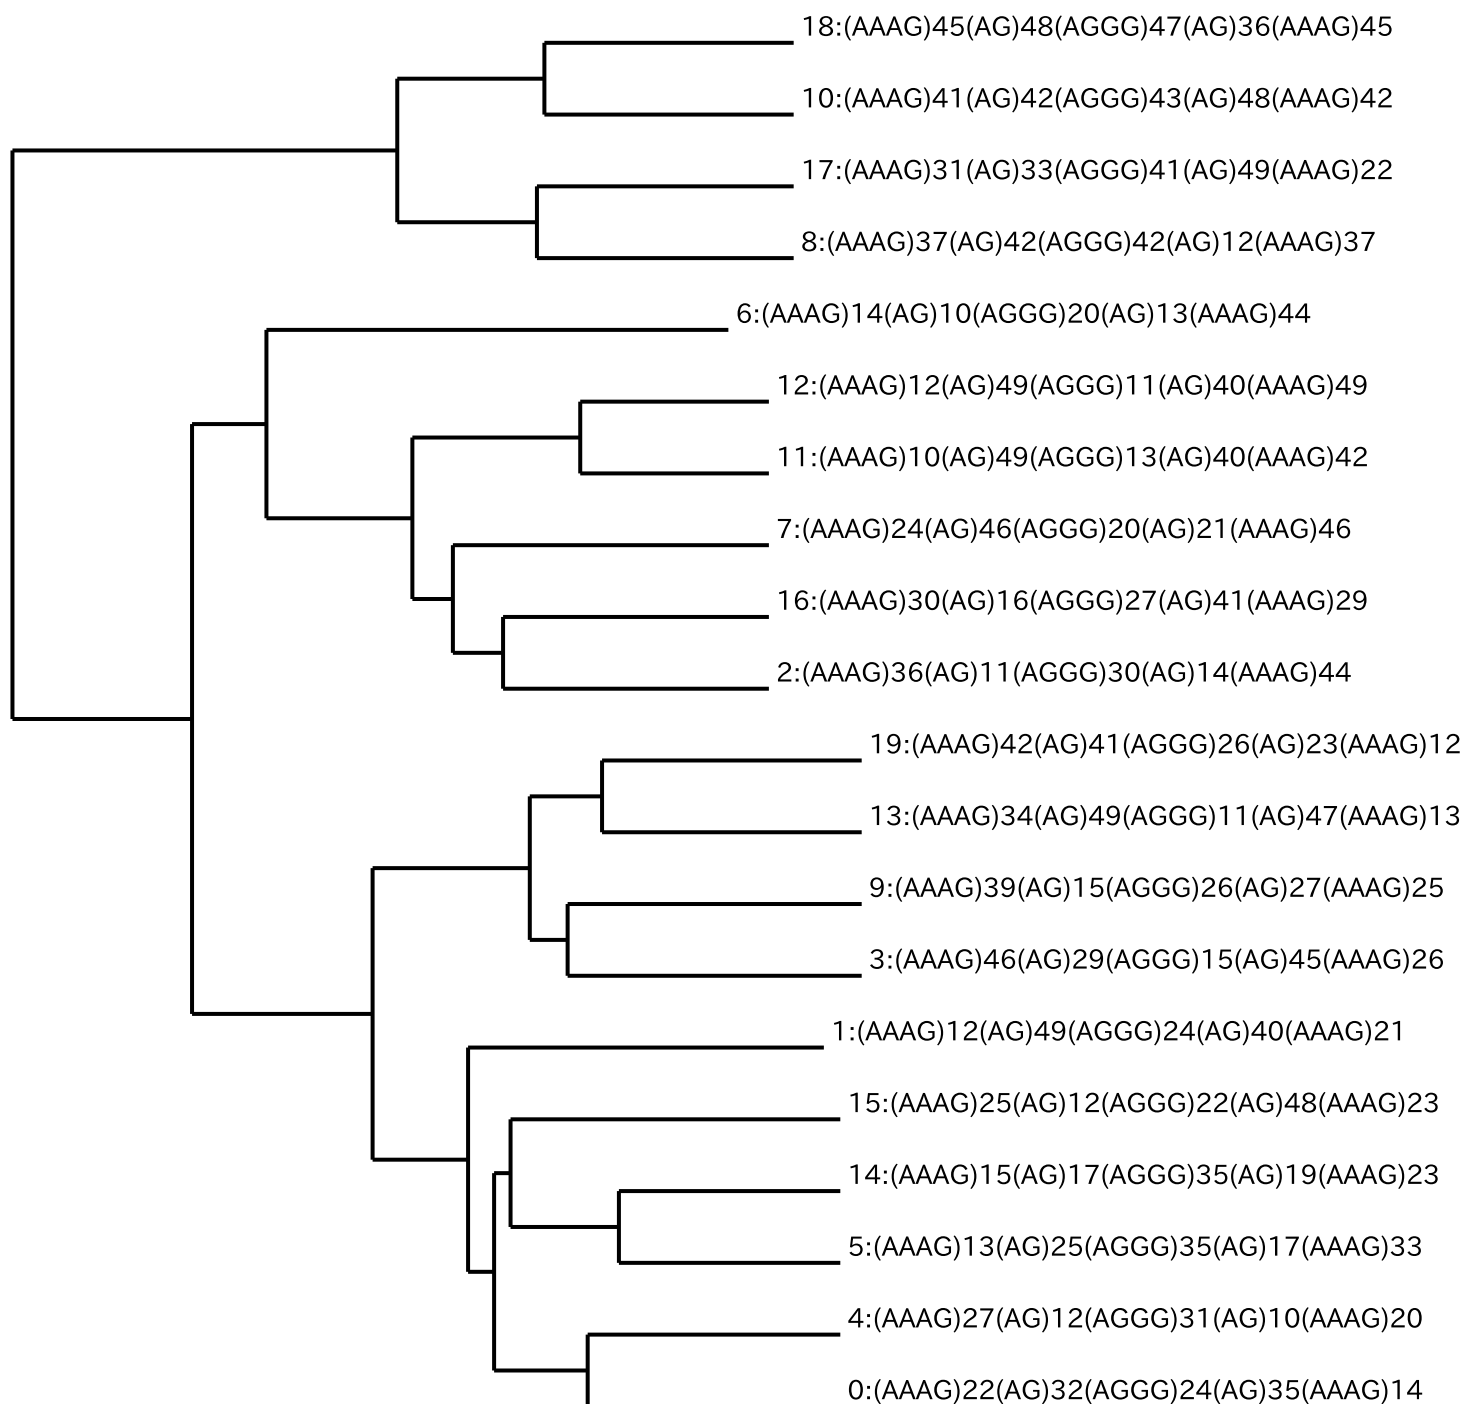 18:(AAAG)45(AG)48(AGGG)47(AG)36(AAAG)45
10:(AAAG)41(AG)42(AGGG)43(AG)48(AAAG)42
17:(AAAG)31(AG)33(AGGG)41(AG)49(AAAG)22
8:(AAAG)37(AG)42(AGGG)42(AG)12(AAAG)37
6:(AAAG)14(AG)10(AGGG)20(AG)13(AAAG)44
12:(AAAG)12(AG)49(AGGG)11(AG)40(AAAG)49
11:(AAAG)10(AG)49(AGGG)13(AG)40(AAAG)42
7:(AAAG)24(AG)46(AGGG)20(AG)21(AAAG)46
16:(AAAG)30(AG)16(AGGG)27(AG)41(AAAG)29
2:(AAAG)36(AG)11(AGGG)30(AG)14(AAAG)44
19:(AAAG)42(AG)41(AGGG)26(AG)23(AAAG)12
13:(AAAG)34(AG)49(AGGG)11(AG)47(AAAG)13
9:(AAAG)39(AG)15(AGGG)26(AG)27(AAAG)25
3:(AAAG)46(AG)29(AGGG)15(AG)45(AAAG)26
1:(AAAG)12(AG)49(AGGG)24(AG)40(AAAG)21
15:(AAAG)25(AG)12(AGGG)22(AG)48(AAAG)23
14:(AAAG)15(AG)17(AGGG)35(AG)19(AAAG)23
5:(AAAG)13(AG)25(AGGG)35(AG)17(AAAG)33
4:(AAAG)27(AG)12(AGGG)31(AG)10(AAAG)20
0:(AAAG)22(AG)32(AGGG)24(AG)35(AAAG)14